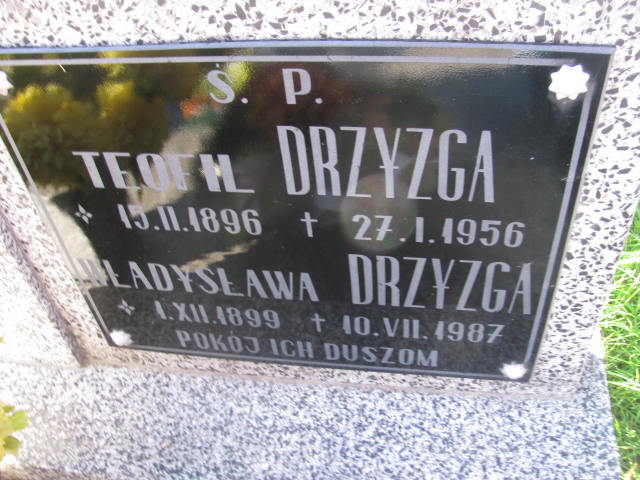 Ś. P.
TEOFIL DRZYZGA
15.II.1896 † 27.I.1956
WŁADYSŁAWA DRZYZGA
1.XII.1899 † 10.VII.1987
POKÓJ ICH DUSZOM